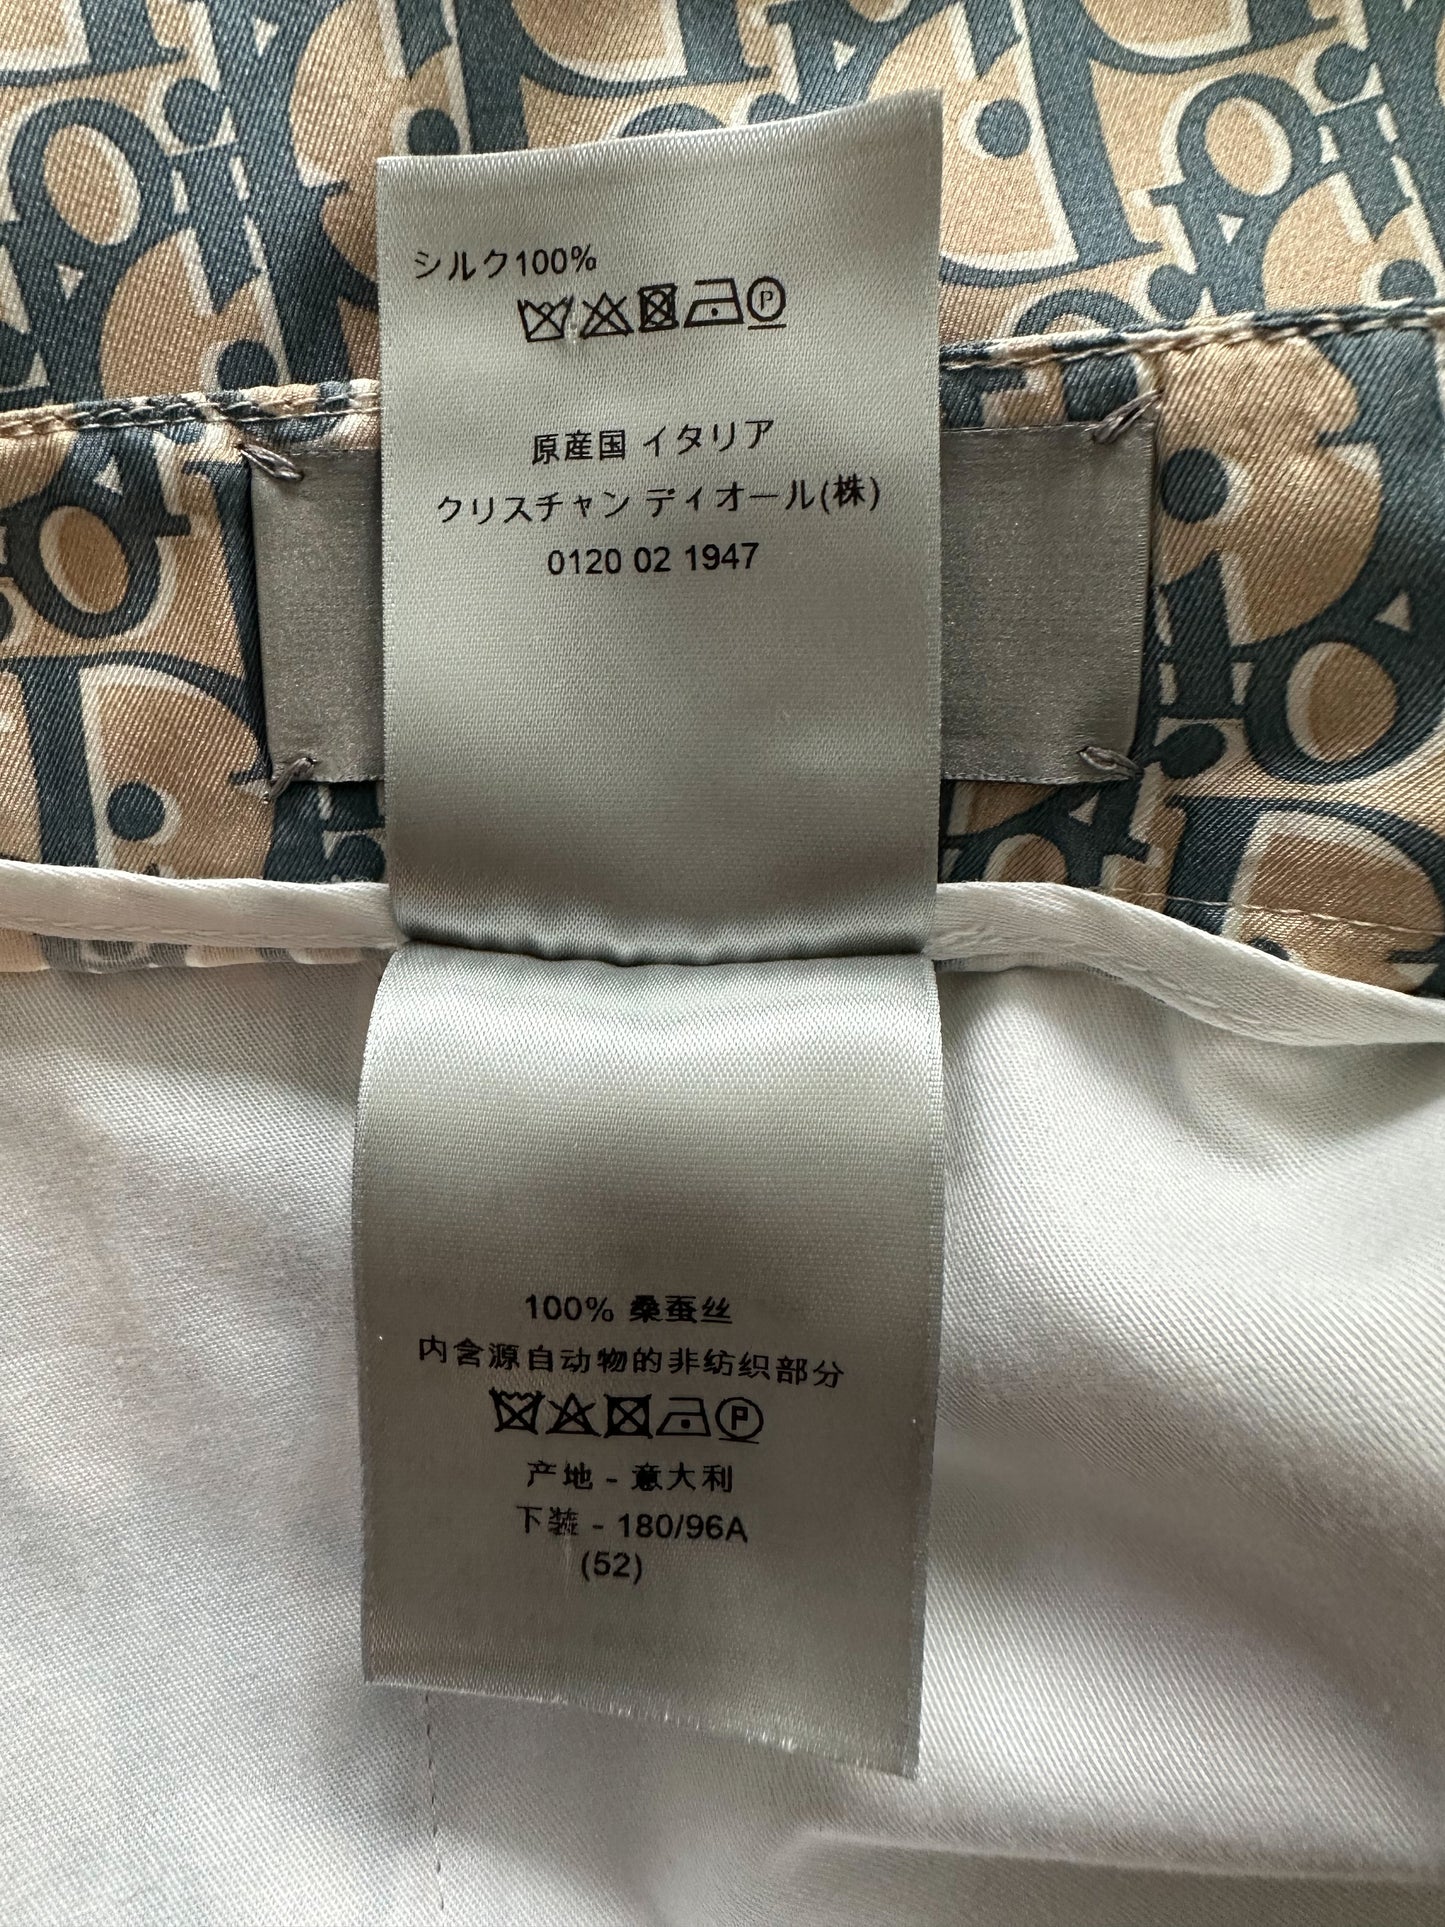 シルク100%
原産国 イタリア
クリスチャン ディオール(株)
0120 02 1947
100% 桑蚕丝
内含源自动物的非纺织部分
产地 - 意大利
下装 - 180/96A
(52)